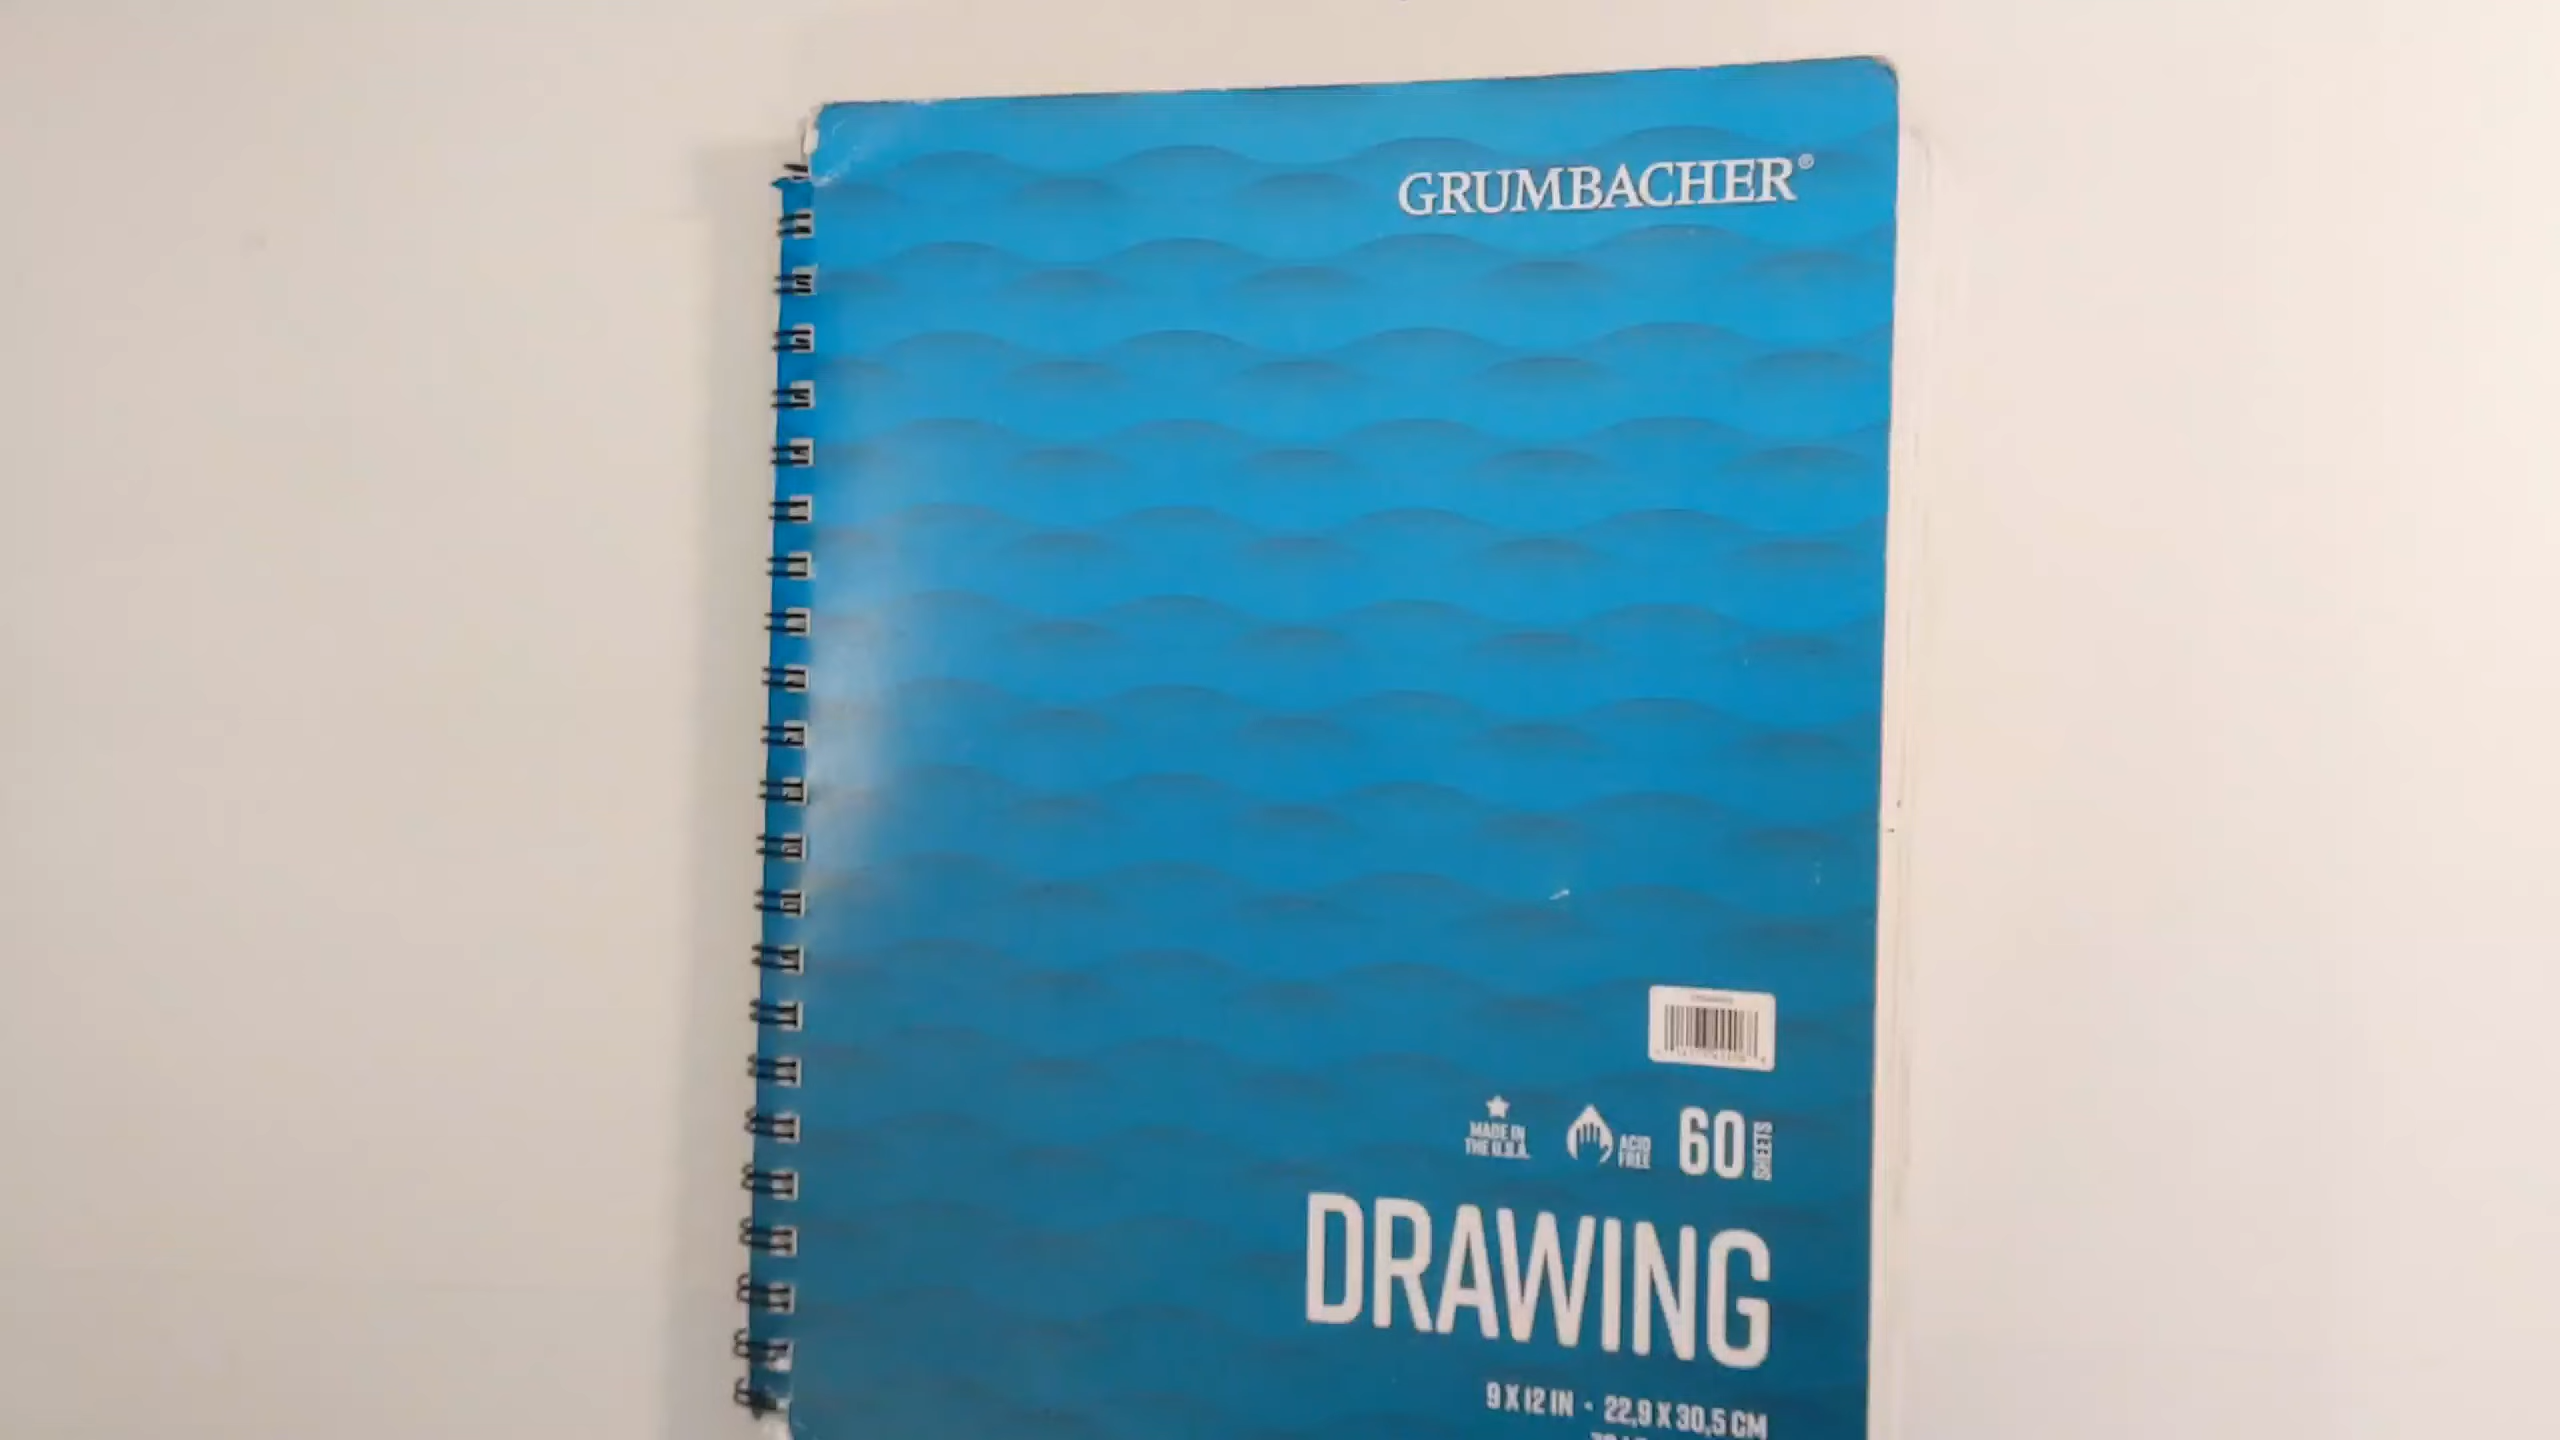 GRUMBACHER®
MADE IN
THE U.S.A.
ACID
FREE
60
SHEETS
DRAWING
9 X 12 IN • 22,9 X 30,5 CM